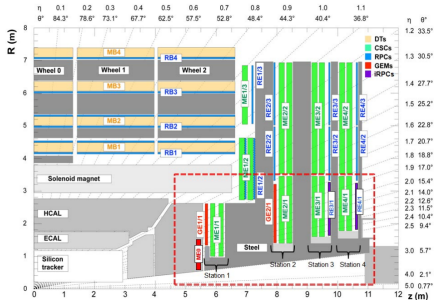 η 0.1 0.2 0.3 0.4 0.5 0.6 0.7 0.8 0.9 1.0 1.1
θ° 84.3° 78.6° 73.1° 67.7° 62.5° 57.5° 52.8° 48.4° 44.3° 40.4° 36.8° η θ°
R (m)
8
7
6
5
4
3
2
1
0
1.2 33.5°
DTs
CSCs
RPCs
GEMs
iRPCs
1.4 27.7°
1.5 25.2°
1.6 22.8°
1.7 20.7°
1.8 18.8°
1.9 17.0°
2.0 15.4°
2.1 14.0°
2.2 12.6°
2.3 11.5°
2.4 10.4°
2.5 9.4°
3.0 5.7°
4.0 2.1°
5.0 0.77°
MB4
RB4
Wheel 0
Wheel 1
Wheel 2
MB3
RB3
MB2
RB2
MB1
RB1
Solenoid magnet
HCAL
ECAL
Silicon tracker
Steel
ME1/3
RE1/3
ME1/2
RE1/2
RE2/3
RE2/2
ME2/2
ME3/2
RE3/3
RE3/2
ME4/2
RE4/3
RE4/2
ME0
GE1/1
ME1/1
GE2/1
ME2/1
ME3/1
RE3/1
ME4/1
RE4/1
Station 1
Station 2
Station 3
Station 4
0 1 2 3 4 5 6 7 8 9 10 11 12 z (m)